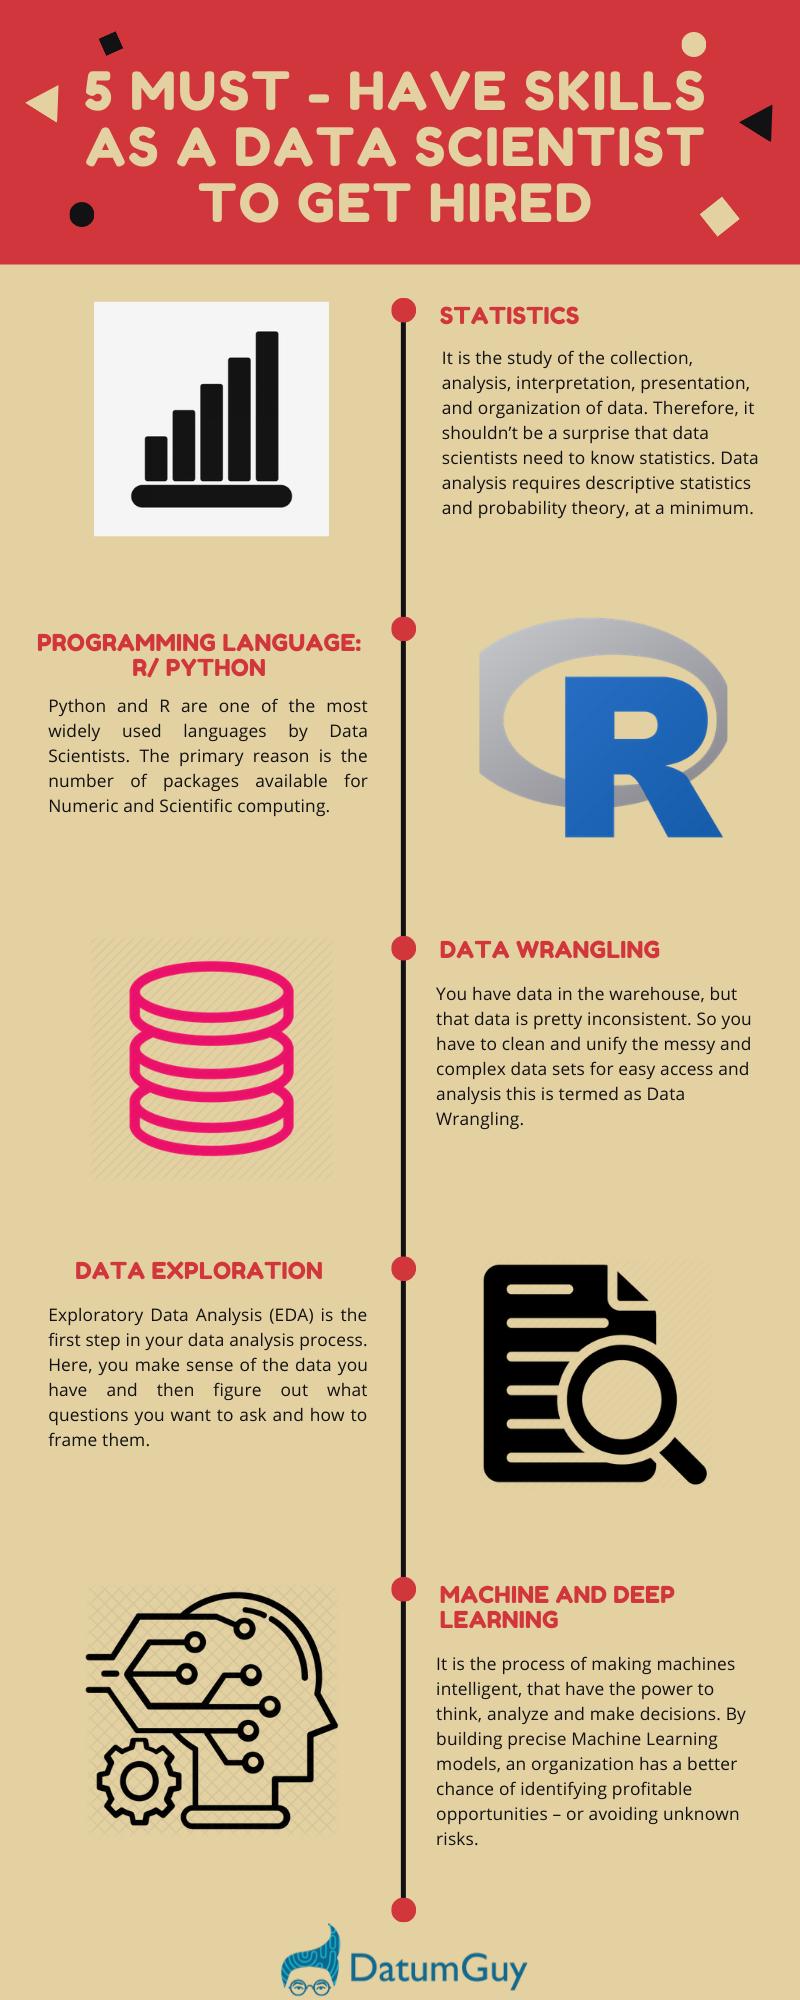 5 MUST - HAVE SKILLS
AS A DATA SCIENTIST
TO GET HIRED
STATISTICS
It is the study of the collection,
analysis, interpretation, presentation,
and organization of data. Therefore, it
shouldn’t be a surprise that data
scientists need to know statistics. Data
analysis requires descriptive statistics
and probability theory, at a minimum.
PROGRAMMING LANGUAGE:
R/ PYTHON
Python and R are one of the most
widely used languages by Data
Scientists. The primary reason is the
number of packages available for
Numeric and Scientific computing.
R
DATA WRANGLING
You have data in the warehouse, but
that data is pretty inconsistent. So you
have to clean and unify the messy and
complex data sets for easy access and
analysis this is termed as Data
Wrangling.
DATA EXPLORATION
Exploratory Data Analysis (EDA) is the
first step in your data analysis process.
Here, you make sense of the data you
have and then figure out what
questions you want to ask and how to
frame them.
MACHINE AND DEEP
LEARNING
It is the process of making machines
intelligent, that have the power to
think, analyze and make decisions. By
building precise Machine Learning
models, an organization has a better
chance of identifying profitable
opportunities – or avoiding unknown
risks.
DatumGuy